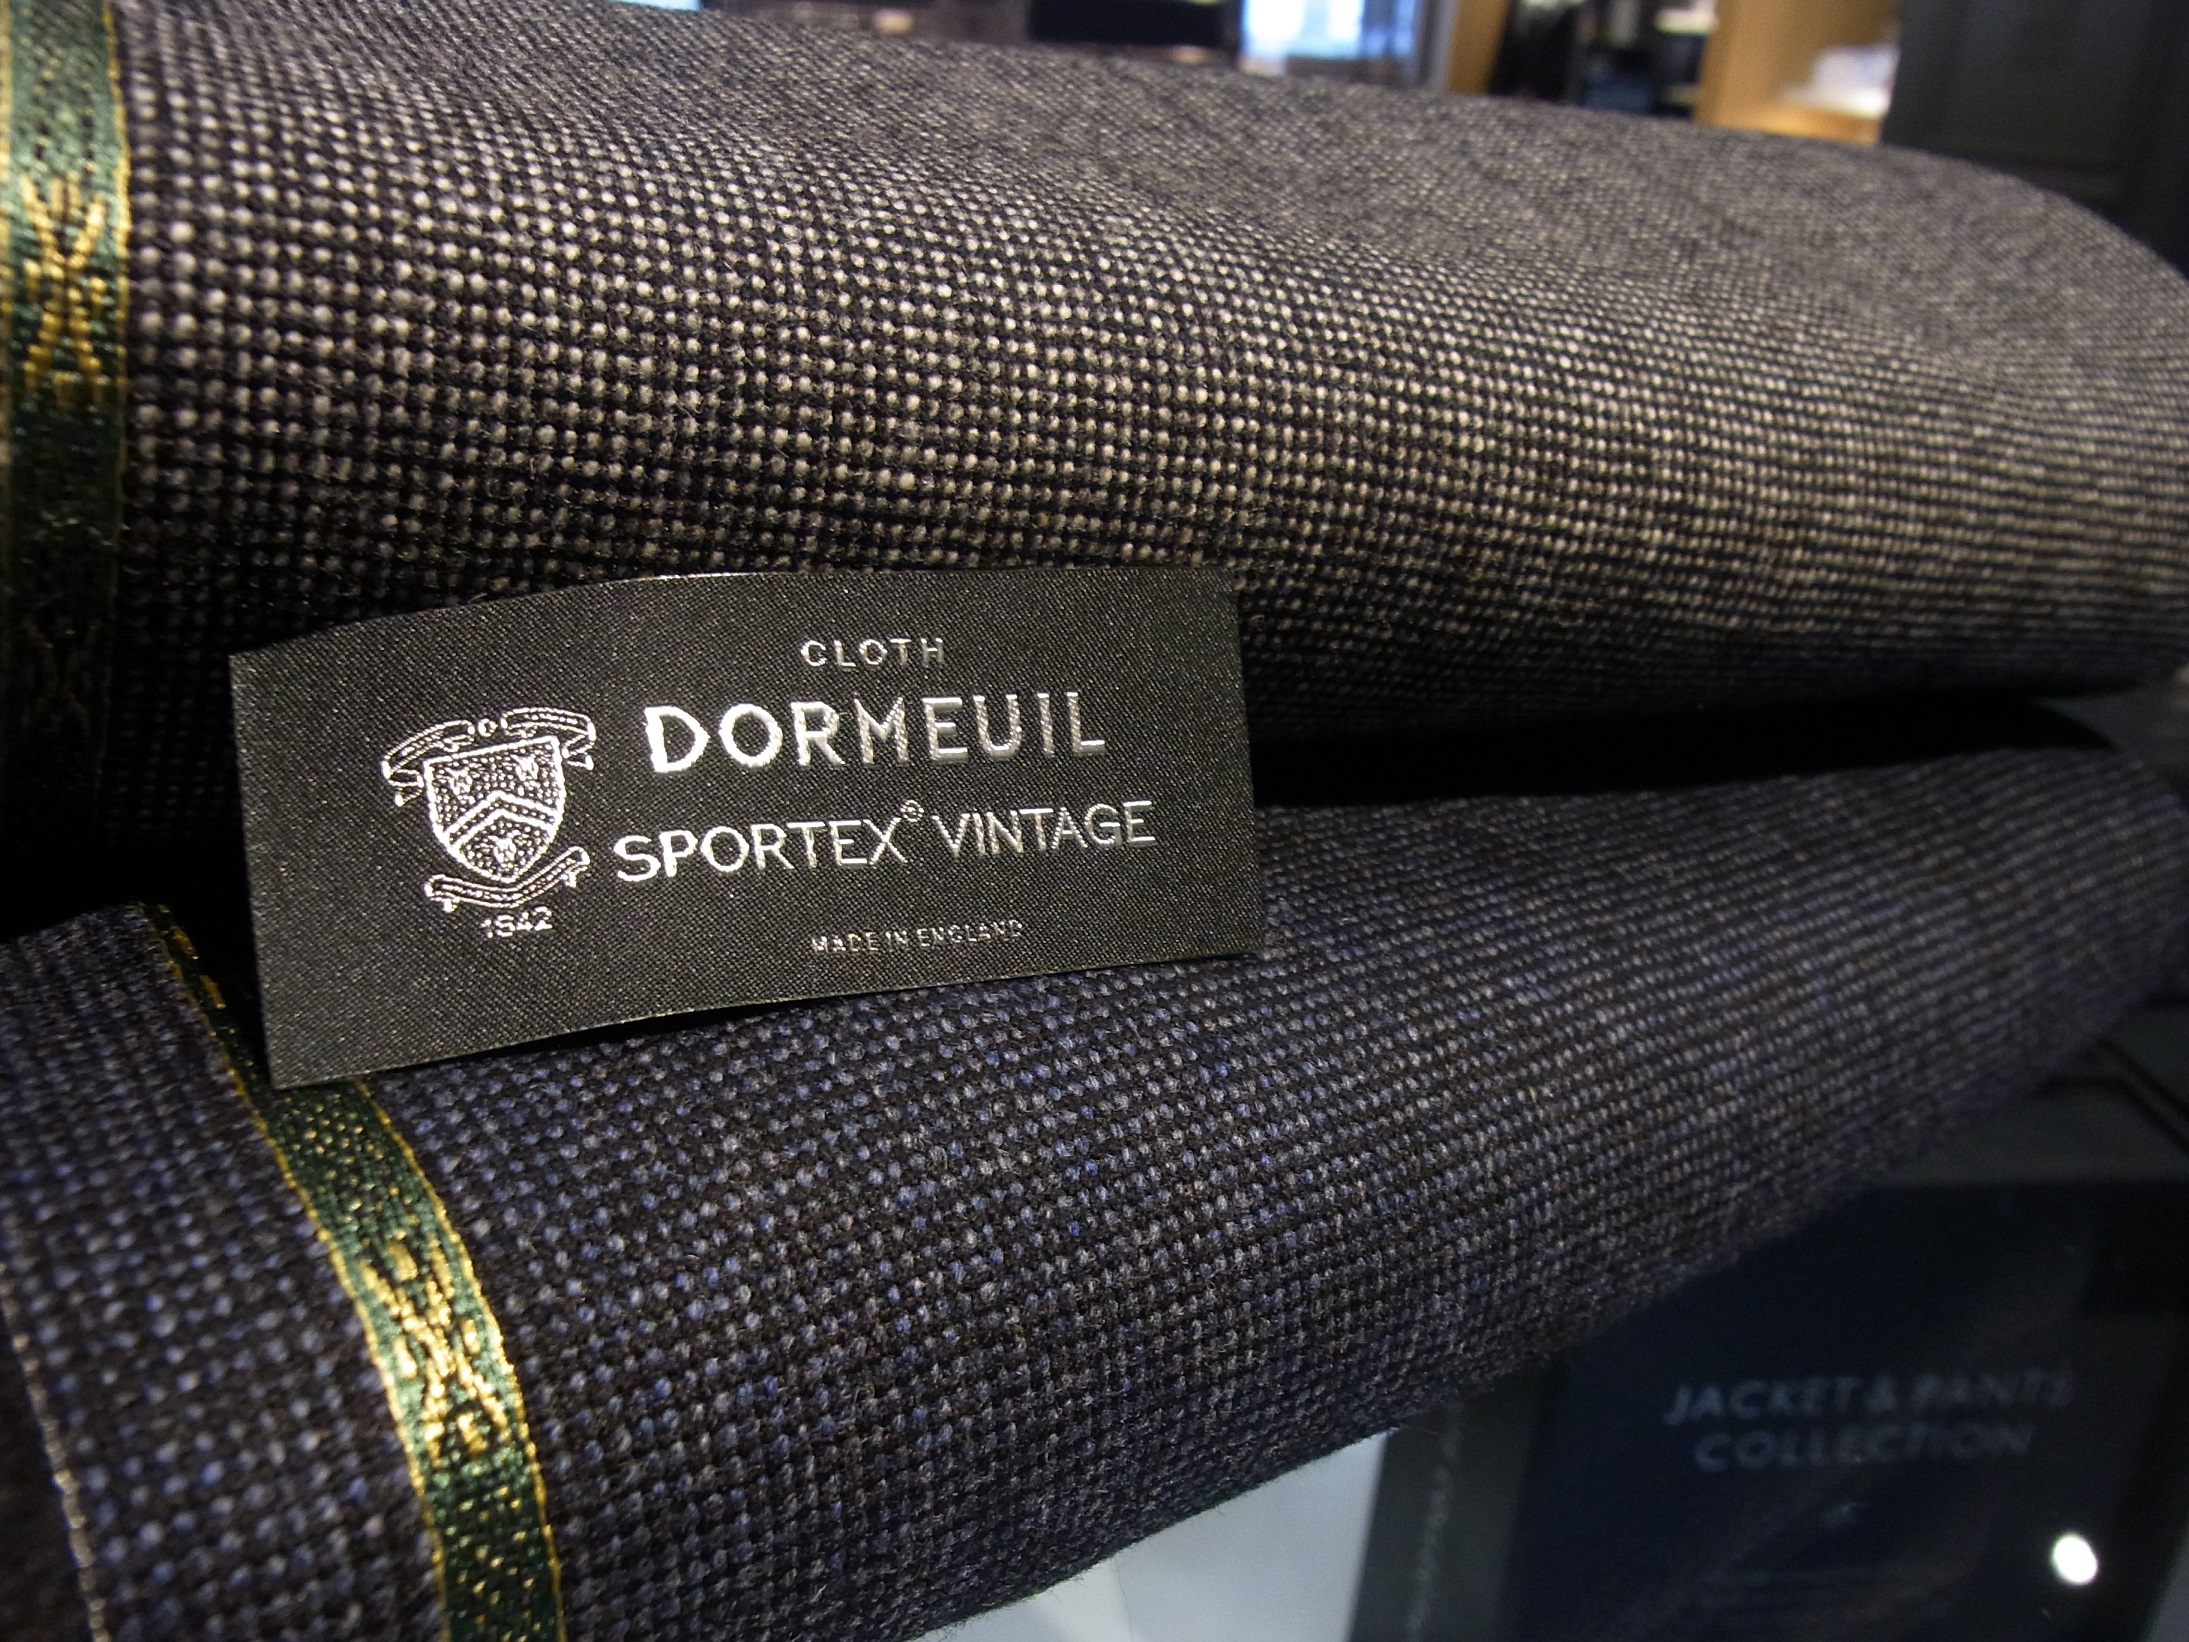 CLOTH
DORMEUIL
SPORTEX® VINTAGE
1842
MADE IN ENGLAND
JACKET & PANTS
COLLECTION